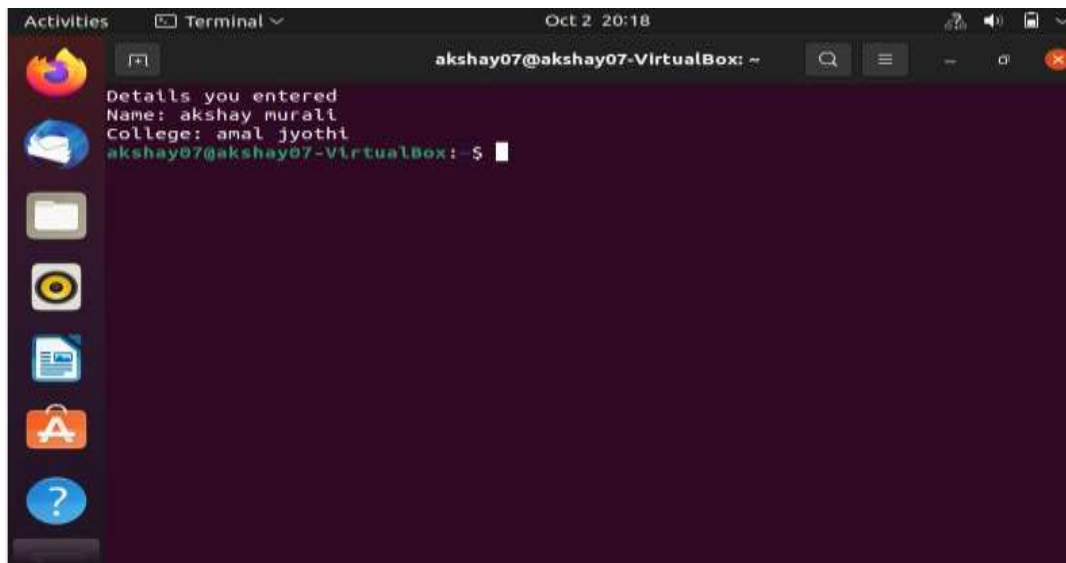 Activities Terminal Oct 2 20:18
akshay07@akshay07-VirtualBox: ~
Details you entered
Name: akshay murali
College: amal jyothi
akshay07@akshay07-VirtualBox:~$